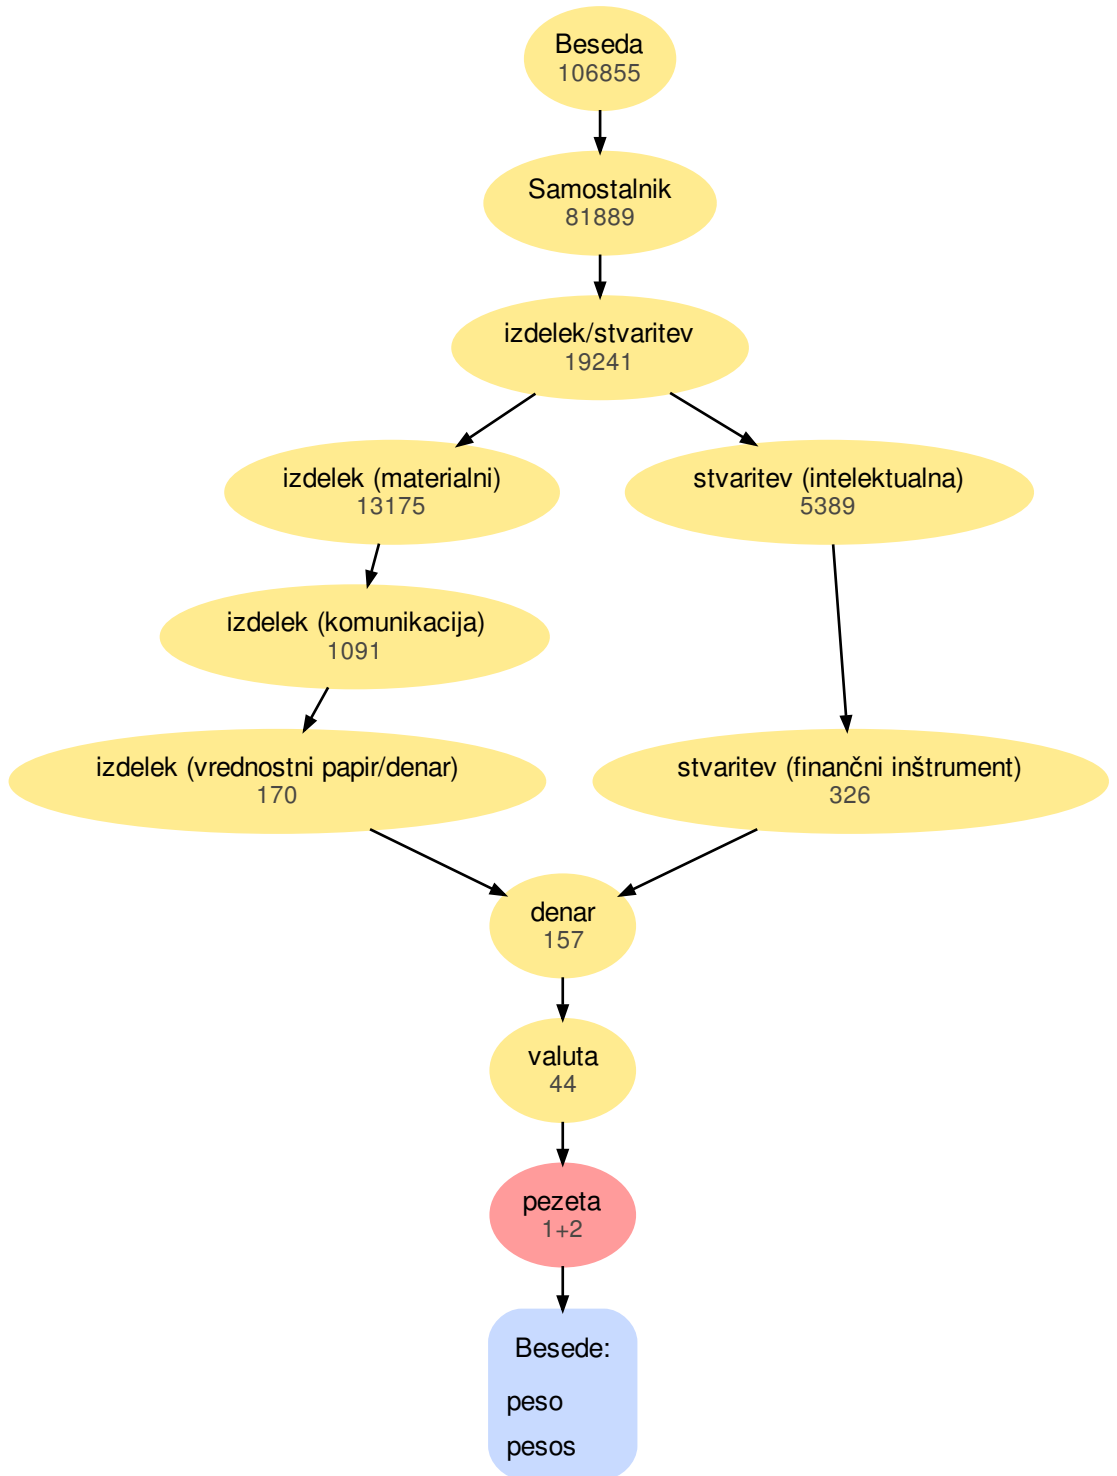 Beseda
106855
Samostalnik
81889
izdelek/stvaritev
19241
izdelek (materialni)
13175
stvaritev (intelektualna)
5389
izdelek (komunikacija)
1091
izdelek (vrednostni papir/denar)
170
stvaritev (finančni inštrument)
326
denar
157
valuta
44
pezeta
1+2
Besede:
peso
pesos